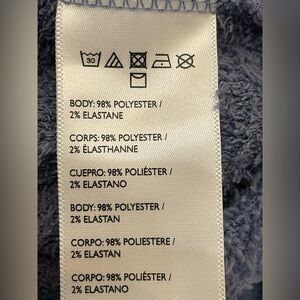 30
BODY: 98% POLYESTER /
2% ELASTANE
CORPS: 98% POLYESTER /
2% ÉLASTHANNE
CUERPO: 98% POLIÉSTER /
2% ELASTANO
BODY: 98% POLYESTER /
2% ELASTAN
CORPO: 98% POLIESTERE /
2% ELASTAN
CORPO: 98% POLIÉSTER /
2% ELASTANO